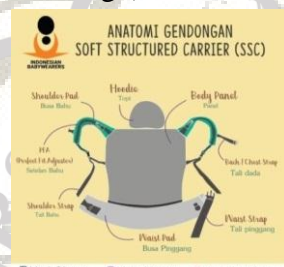 ANATOMI GENDONGAN
SOFT STRUCTURED CARRIER (SSC)
INDONESIAN
BABYWEARERS
Hoodie
Topi
Shoulder Pad
Busa Bahu
Body Panel
Panel
PFA
(Perfect Fit Adjuster)
Setelan Bahu
Back / Chest Strap
Tali dada
Shoulder Strap
Tali Bahu
Waist Strap
Tali pinggang
Waist Pad
Busa Pinggang